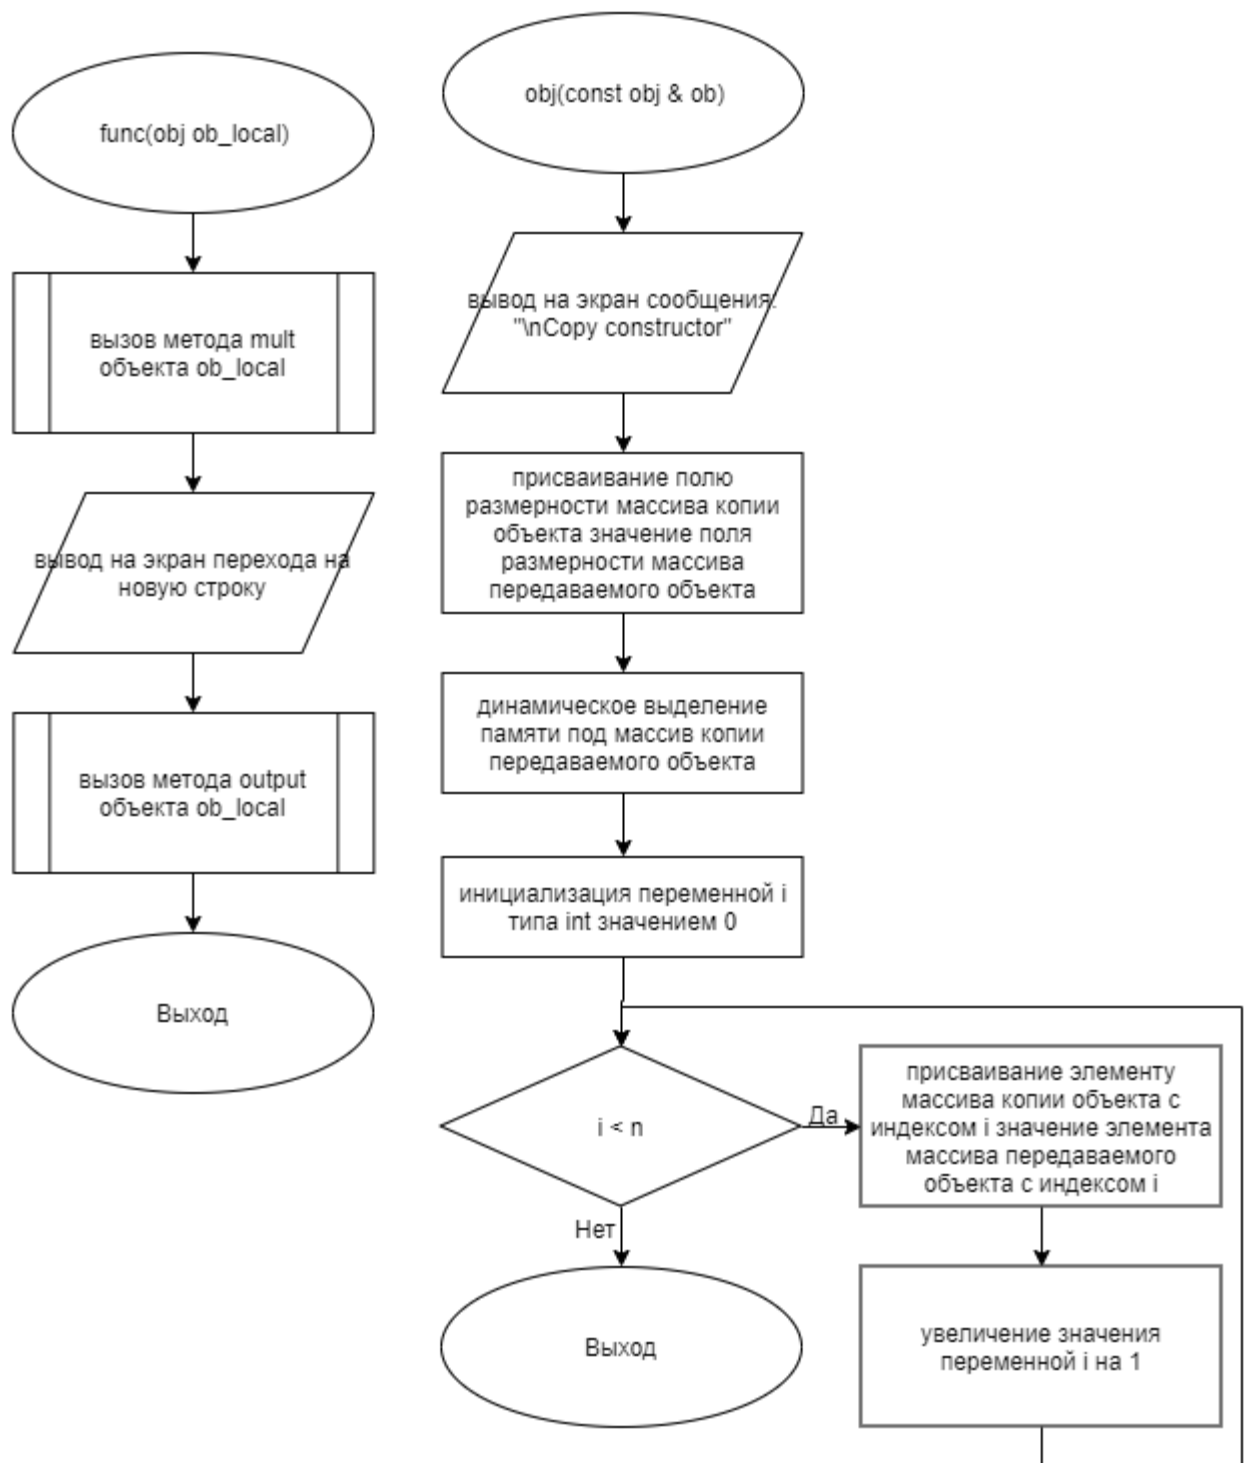 func(obj ob_local)
вызов метода mult
объекта ob_local
вывод на экран перехода на
новую строку
вызов метода output
объекта ob_local
Выход
obj(const obj & ob)
вывод на экран сообщения:
"\nCopy constructor"
присваивание полю
размерности массива копии
объекта значение поля
размерности массива
передаваемого объекта
динамическое выделение
памяти под массив копии
передаваемого объекта
инициализация переменной i
типа int значением 0
i < n
Да
присваивание элементу
массива копии объекта с
индексом i значение элемента
массива передаваемого
объекта с индексом i
увеличение значения
переменной i на 1
Нет
Выход